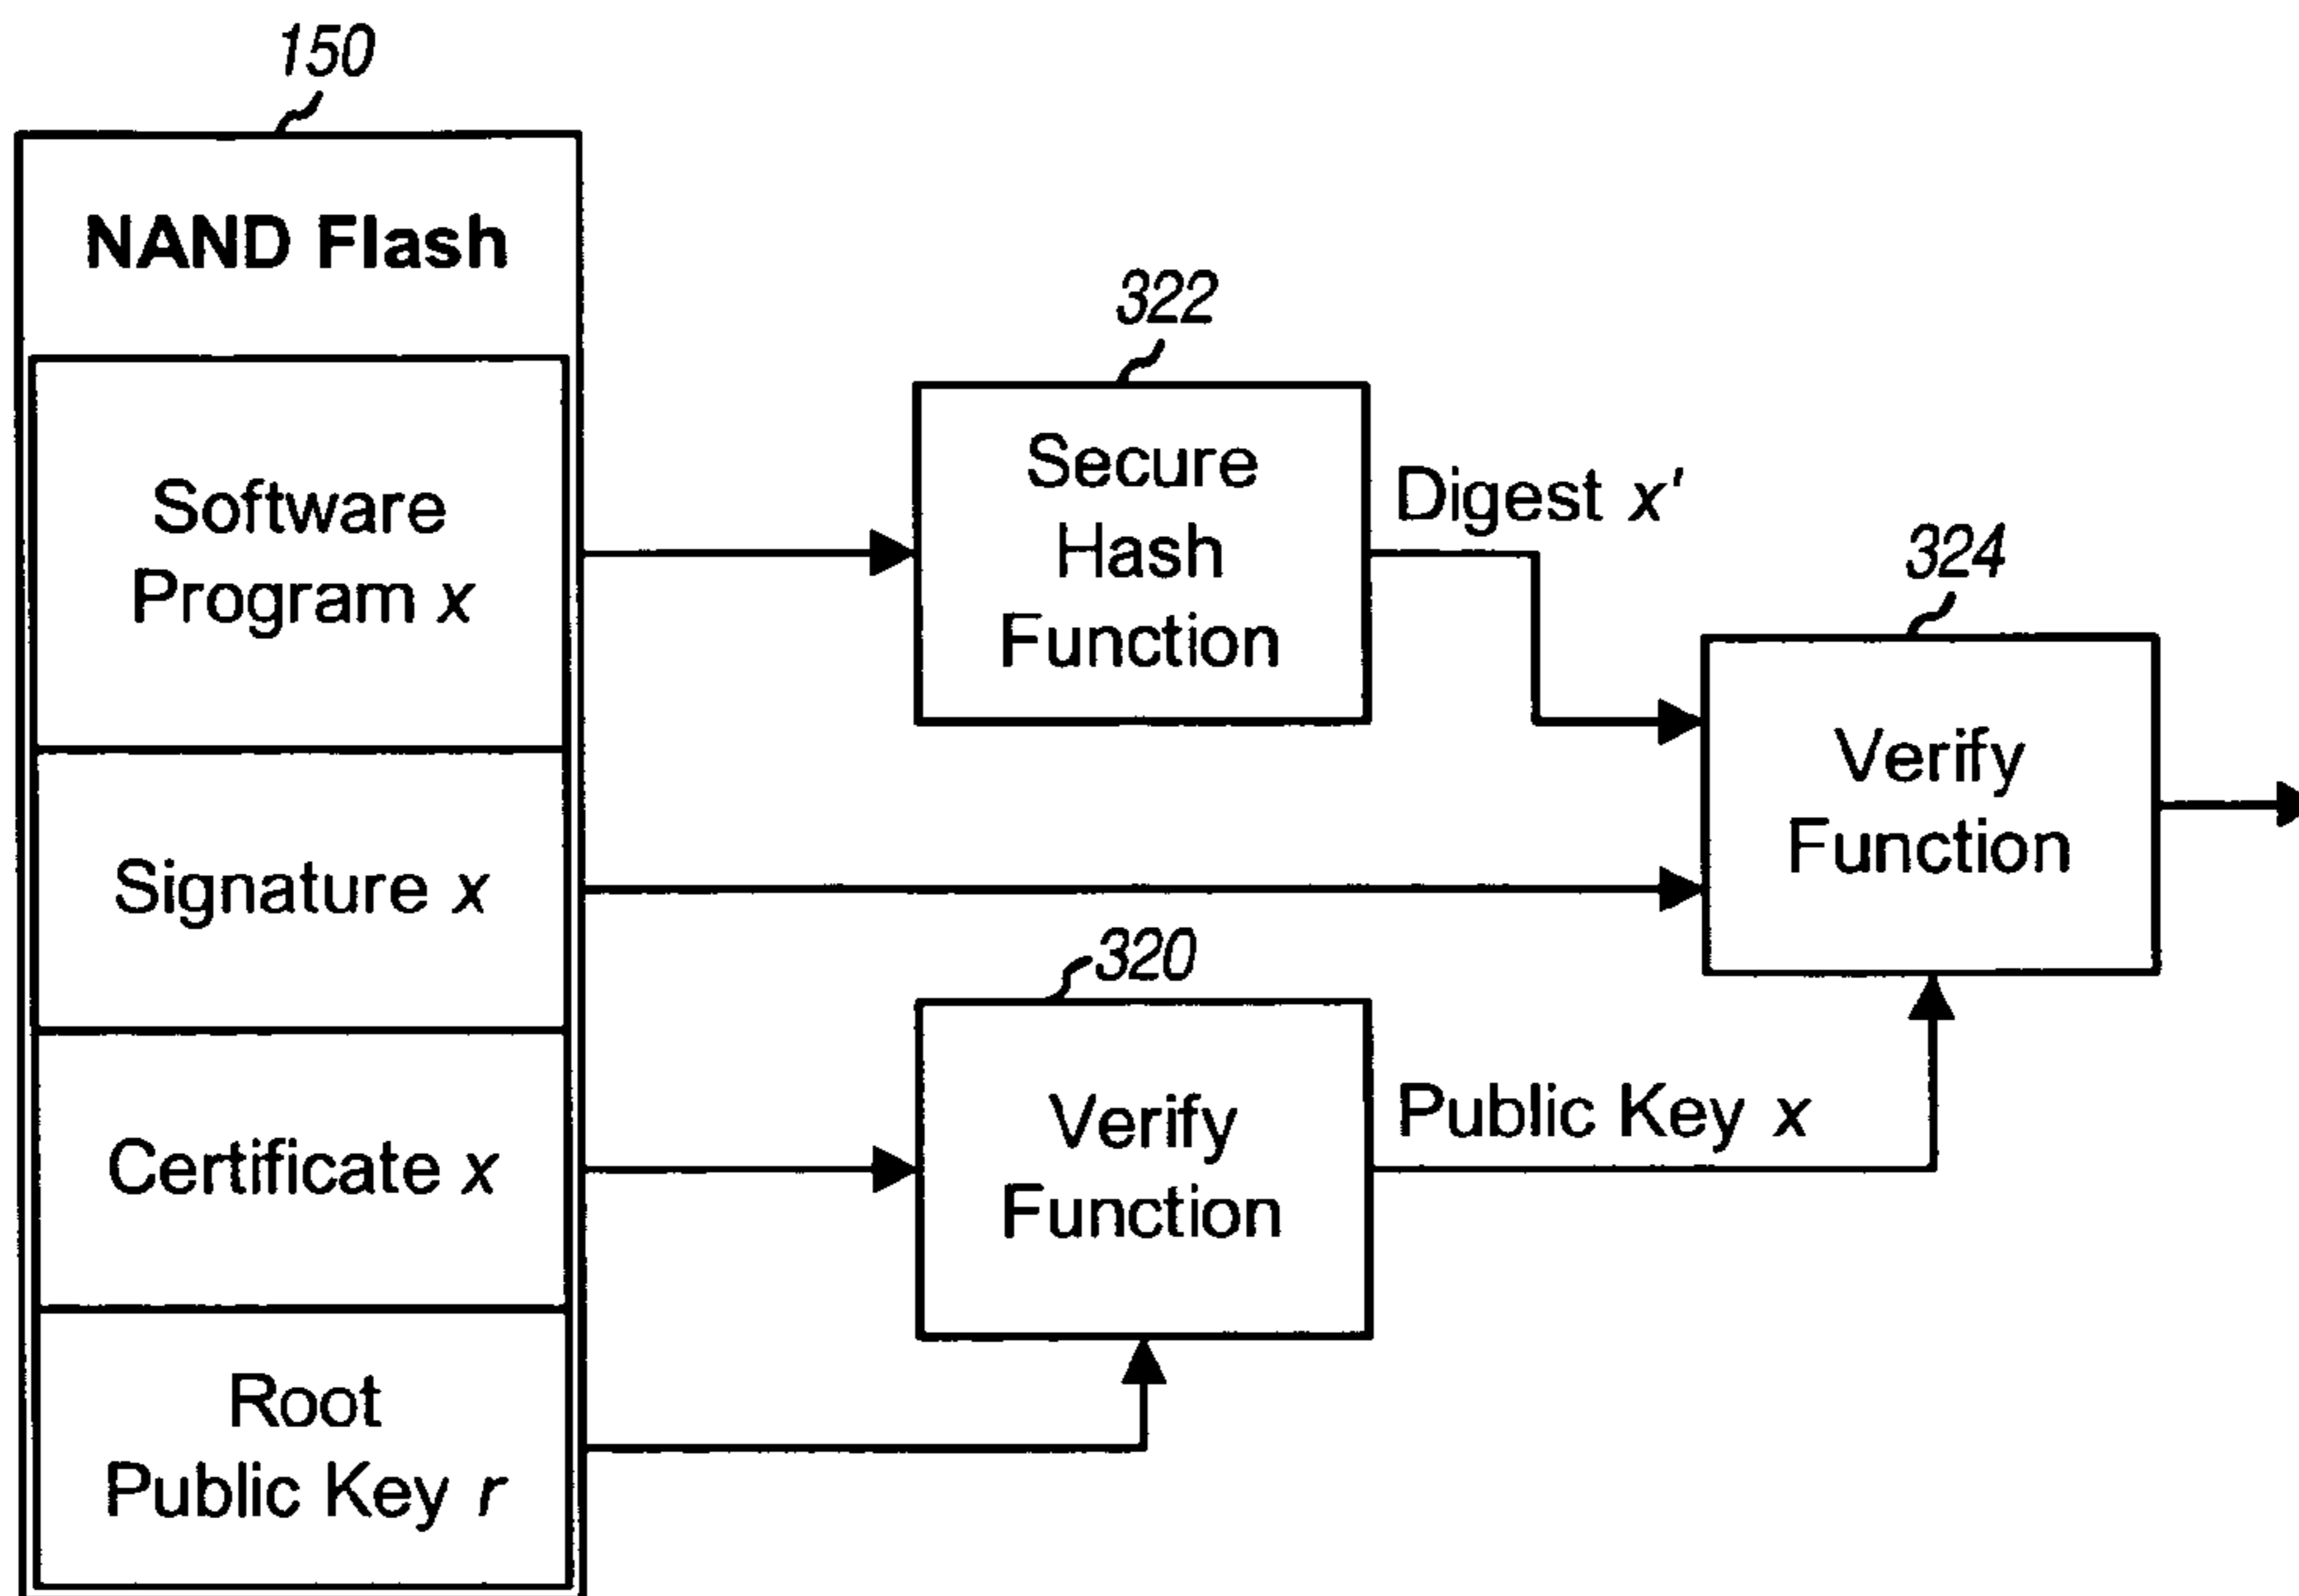 150
NAND Flash
Software
Program x
Signature x
Certificate x
Root
Public Key r
322
Secure
Hash
Function
Digest x'
324
Verify
Function
320
Verify
Function
Public Key x